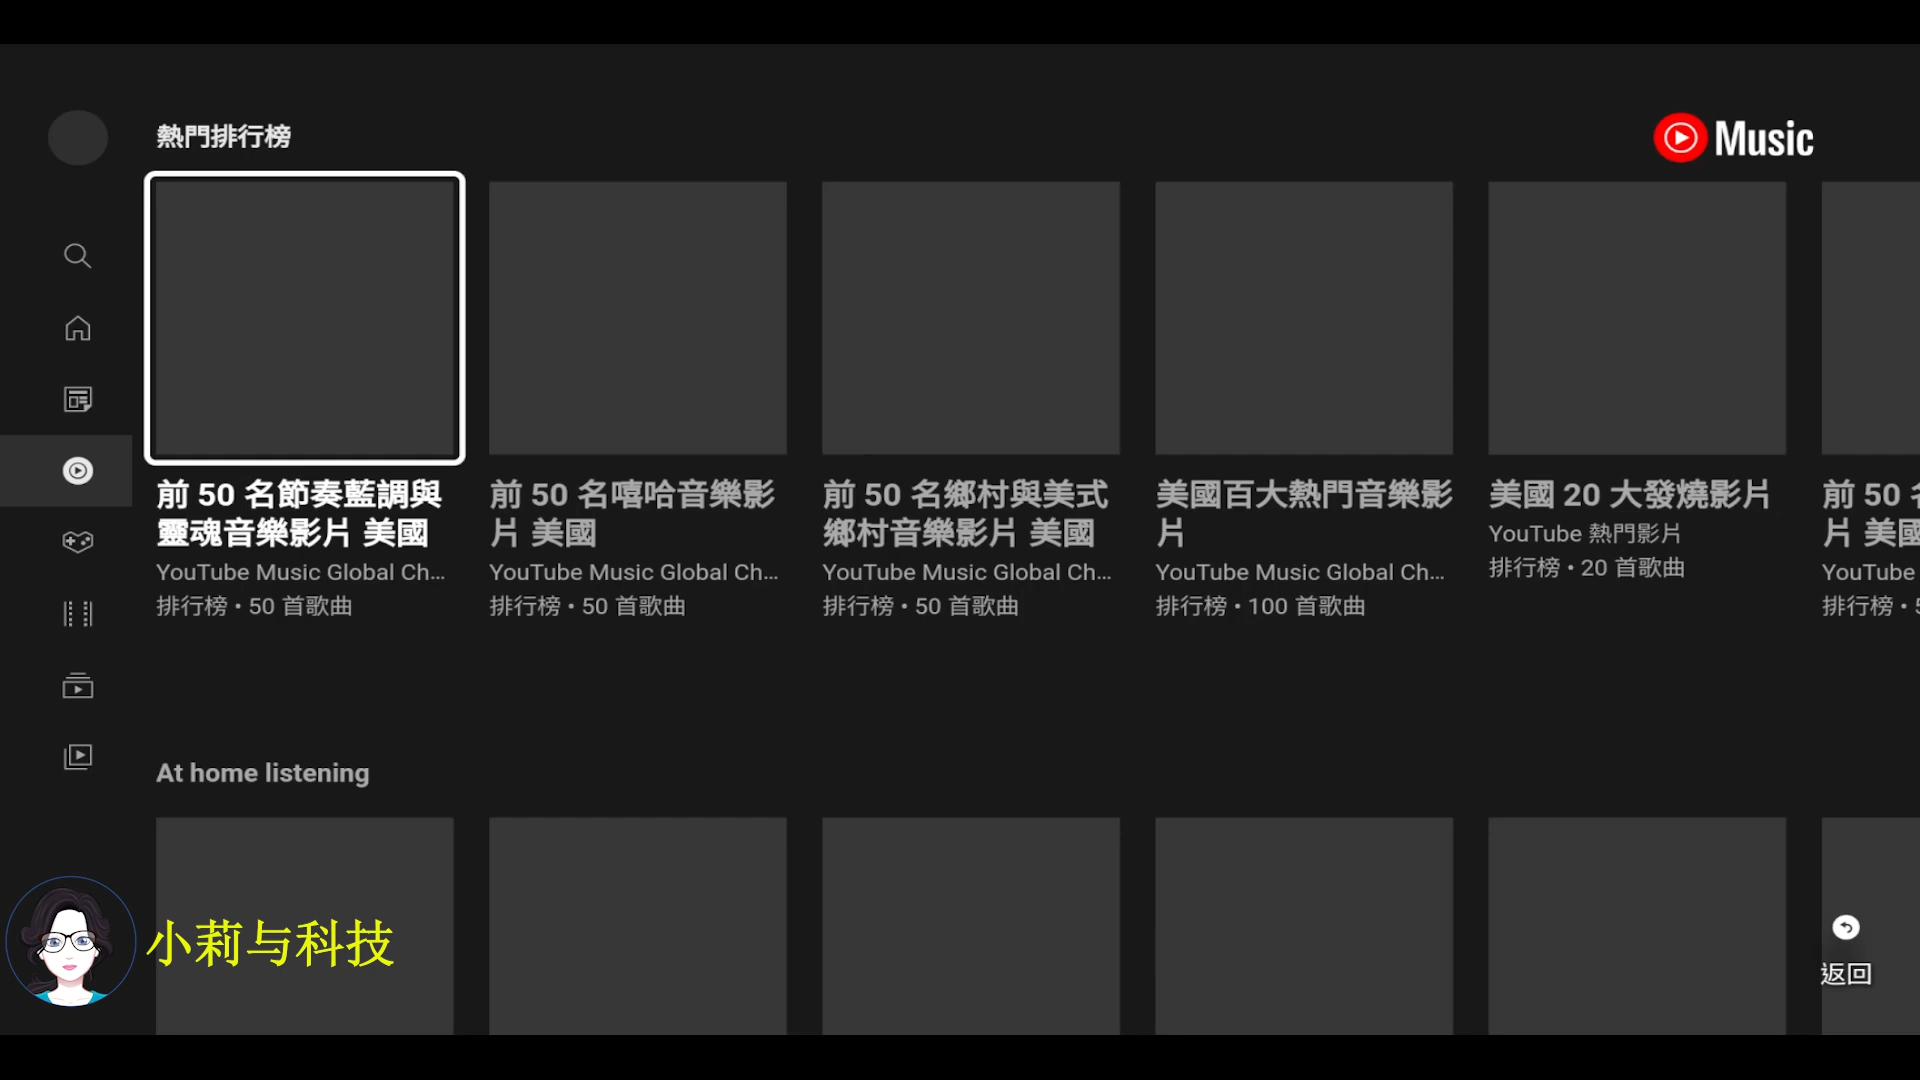 熱門排行榜
Music
前 50 名節奏藍調與
靈魂音樂影片 美國
YouTube Music Global Ch...
排行榜 • 50 首歌曲
前 50 名嘻哈音樂影
片 美國
YouTube Music Global Ch...
排行榜 • 50 首歌曲
前 50 名鄉村與美式
鄉村音樂影片 美國
YouTube Music Global Ch...
排行榜 • 50 首歌曲
美國百大熱門音樂影
片
YouTube Music Global Ch...
排行榜 • 100 首歌曲
美國 20 大發燒影片
YouTube 熱門影片
排行榜 • 20 首歌曲
前 50
片 美國
YouTube
排行榜 •
At home listening
小莉与科技
返回